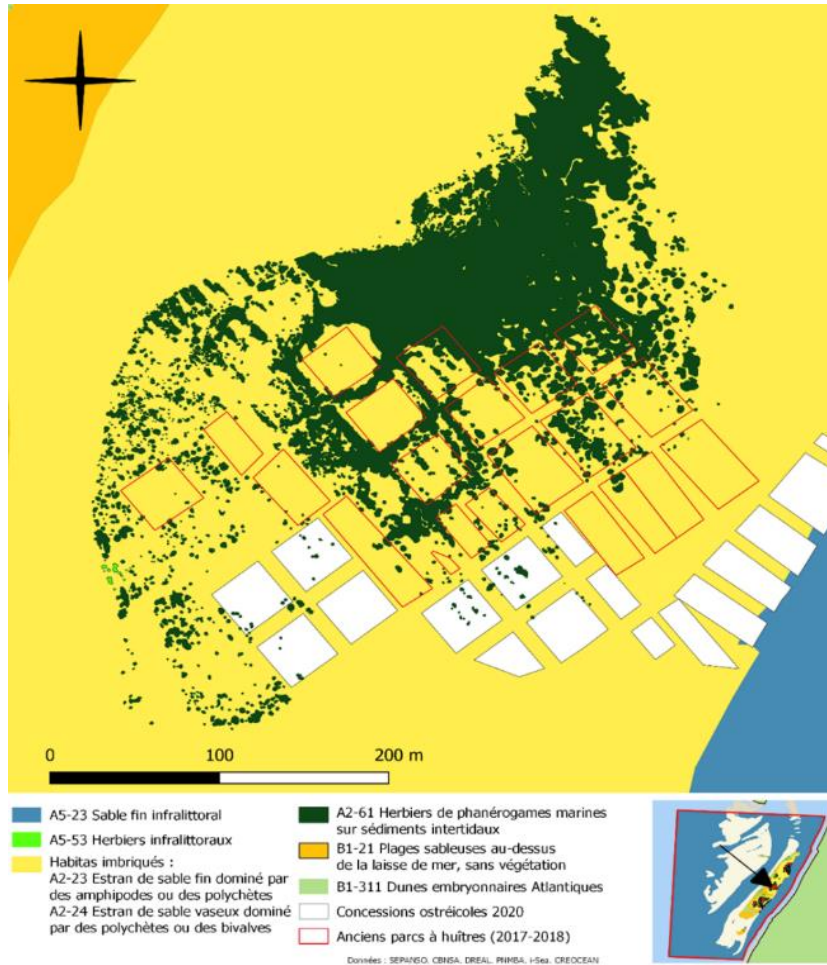 0 100 200 m
A5-23 Sable fin infralittoral
A5-53 Herbiers infralittoraux
Habitas imbriqués :
A2-23 Estran de sable fin dominé par
des amphipodes ou des polychètes
A2-24 Estran de sable vaseux dominé
par des polychètes ou des bivalves
A2-61 Herbiers de phanérogames marines
sur sédiments intertidaux
B1-21 Plages sableuses au-dessus
de la laisse de mer, sans végétation
B1-311 Dunes embryonnaires Atlantiques
Concessions ostréicoles 2020
Anciens parcs à huîtres (2017-2018)
Données : SEPANSO, CBNSA, DREAL, PNMBA, i-Sea, CREOCEAN